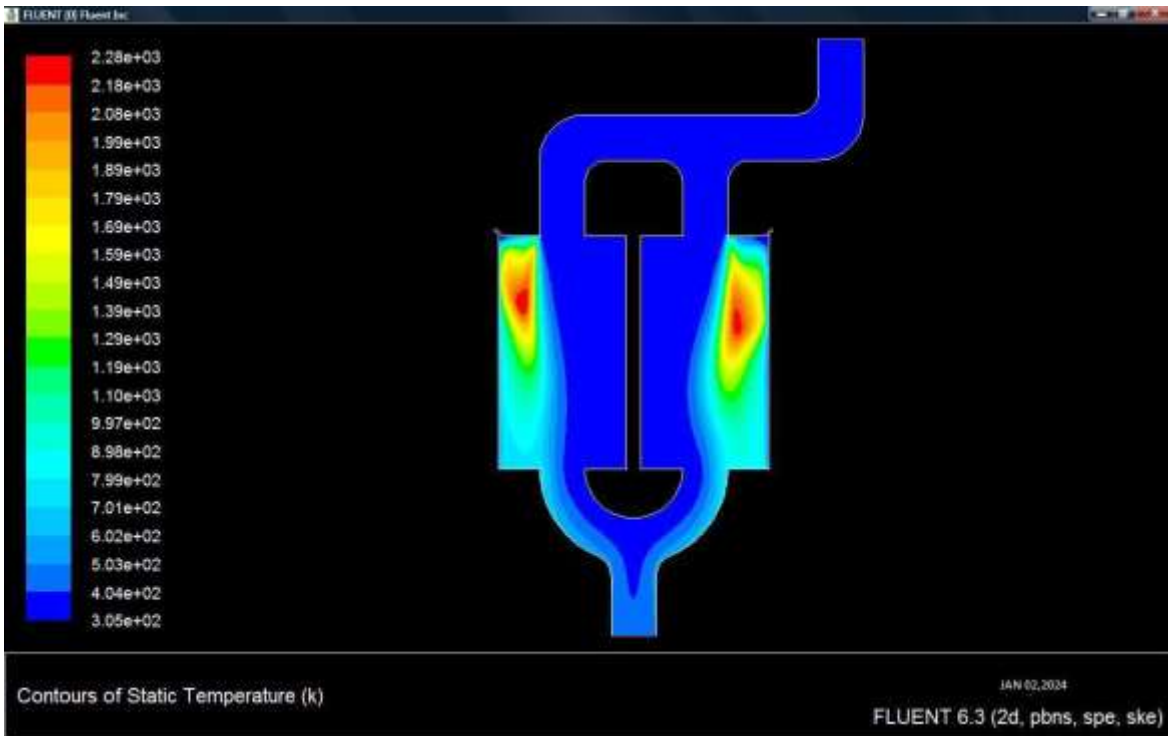 FLUENT [0] Fluent Inc
2.28e+03
2.18e+03
2.08e+03
1.99e+03
1.89e+03
1.79e+03
1.69e+03
1.59e+03
1.49e+03
1.39e+03
1.29e+03
1.19e+03
1.10e+03
9.97e+02
8.98e+02
7.99e+02
7.01e+02
6.02e+02
5.03e+02
4.04e+02
3.05e+02
Contours of Static Temperature (k)
JAN 02,2024
FLUENT 6.3 (2d, pbns, spe, ske)